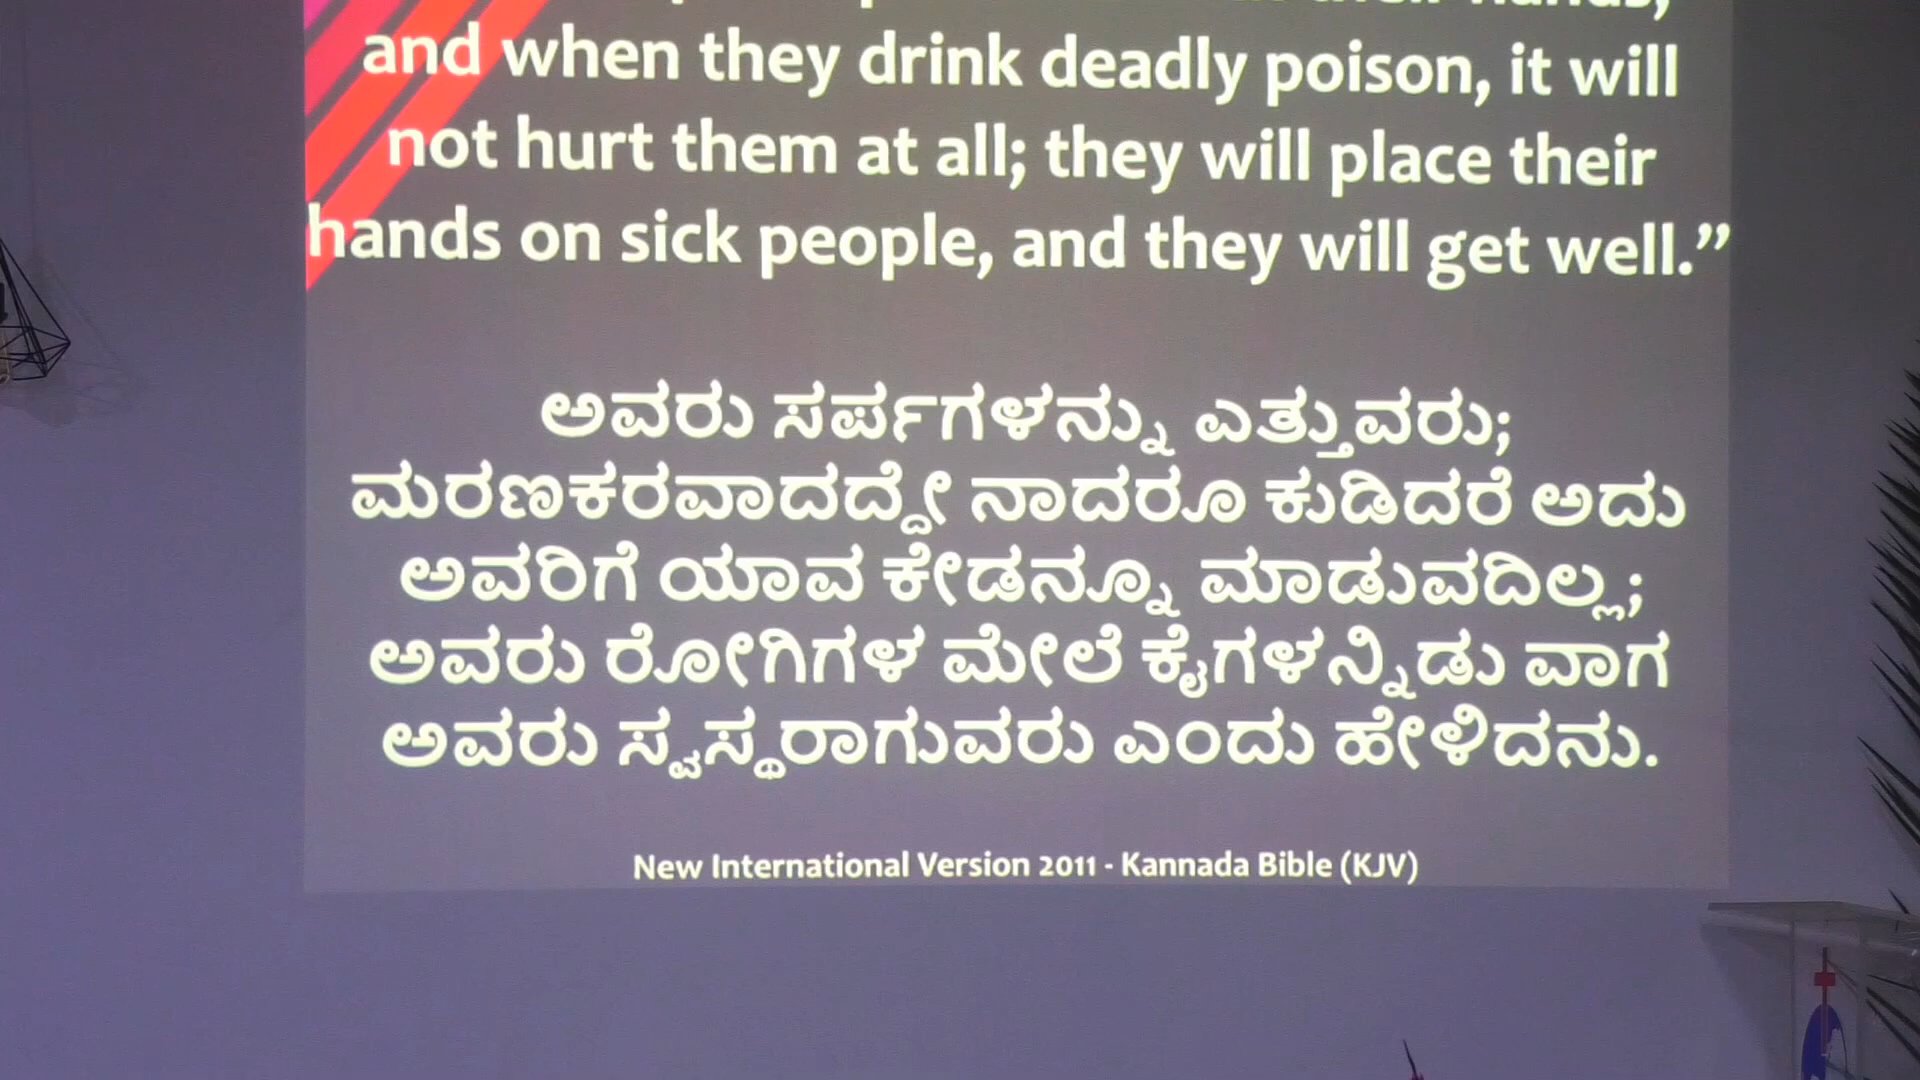 their hands,
and when they drink deadly poison, it will
not hurt them at all; they will place their
hands on sick people, and they will get well.”
ಅವರು ಸರ್ಪಗಳನ್ನು ಎತ್ತುವರು;
ಮರಣಕರವಾದದ್ದೇ ನಾದರೂ ಕುಡಿದರೆ ಅದು
ಅವರಿಗೆ ಯಾವ ಕೇಡನ್ನೂ ಮಾಡುವದಿಲ್ಲ;
ಅವರು ರೋಗಿಗಳ ಮೇಲೆ ಕೈಗಳನ್ನಿಡು ವಾಗ
ಅವರು ಸ್ವಸ್ಥರಾಗುವರು ಎಂದು ಹೇಳಿದನು.
New International Version 2011 - Kannada Bible (KJV)